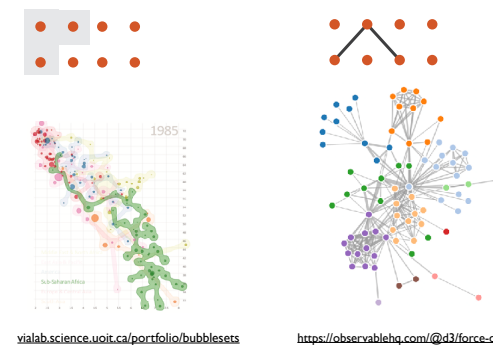 1985
Sub-Saharan Africa
vialab.science.uoit.ca/portfolio/bubblesets
https://observablehq.com/@d3/force-d